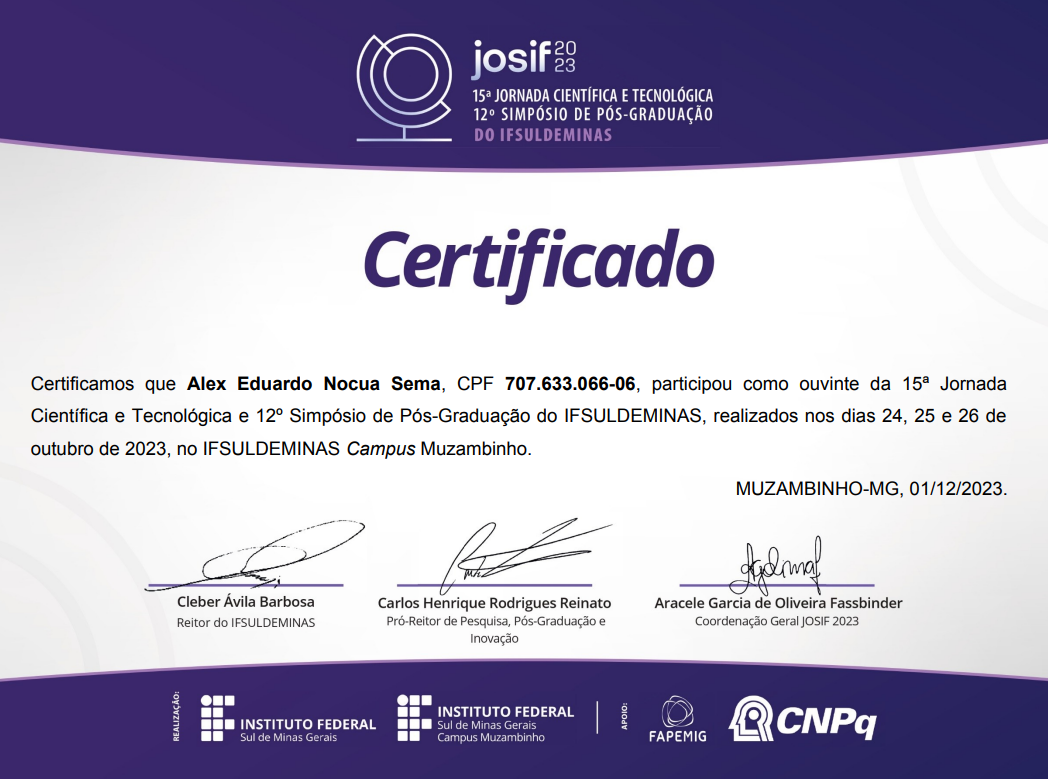 josif 2023
15ª JORNADA CIENTÍFICA E TECNOLÓGICA
12º SIMPÓSIO DE PÓS-GRADUAÇÃO
DO IFSULDEMINAS
Certificado
Certificamos que Alex Eduardo Nocua Sema, CPF 707.633.066-06, participou como ouvinte da 15ª Jornada
Científica e Tecnológica e 12º Simpósio de Pós-Graduação do IFSULDEMINAS, realizados nos dias 24, 25 e 26 de
outubro de 2023, no IFSULDEMINAS Campus Muzambinho.
MUZAMBINHO-MG, 01/12/2023.
Cleber Ávila Barbosa
Reitor do IFSULDEMINAS
Carlos Henrique Rodrigues Reinato
Pró-Reitor de Pesquisa, Pós-Graduação e
Inovação
Aracele Garcia de Oliveira Fassbinder
Coordenação Geral JOSIF 2023
REALIZAÇÃO:
INSTITUTO FEDERAL
Sul de Minas Gerais
INSTITUTO FEDERAL
Sul de Minas Gerais
Campus Muzambinho
APOIO:
FAPEMIG
CNPq